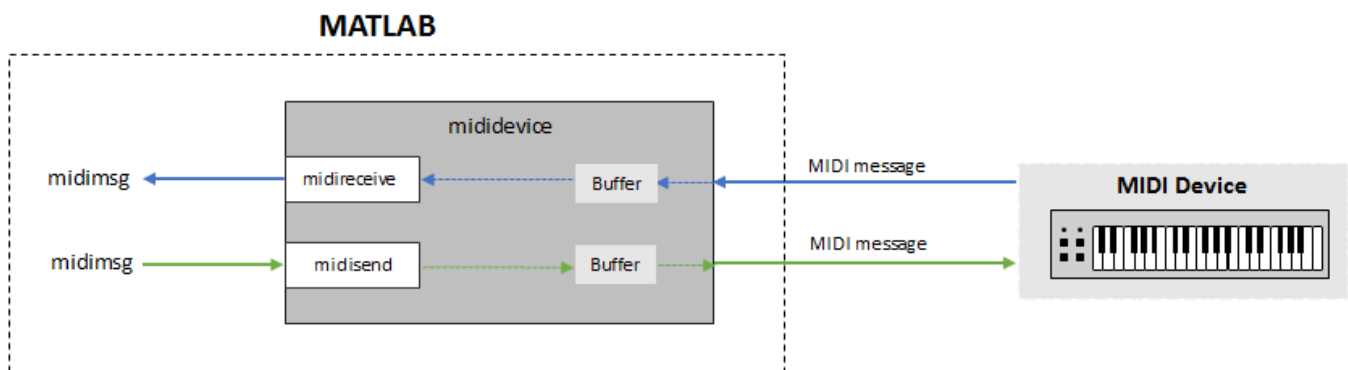 MATLAB
mididevice
midimsg
midireceive
Buffer
MIDI message
MIDI Device
midimsg
midisend
Buffer
MIDI message